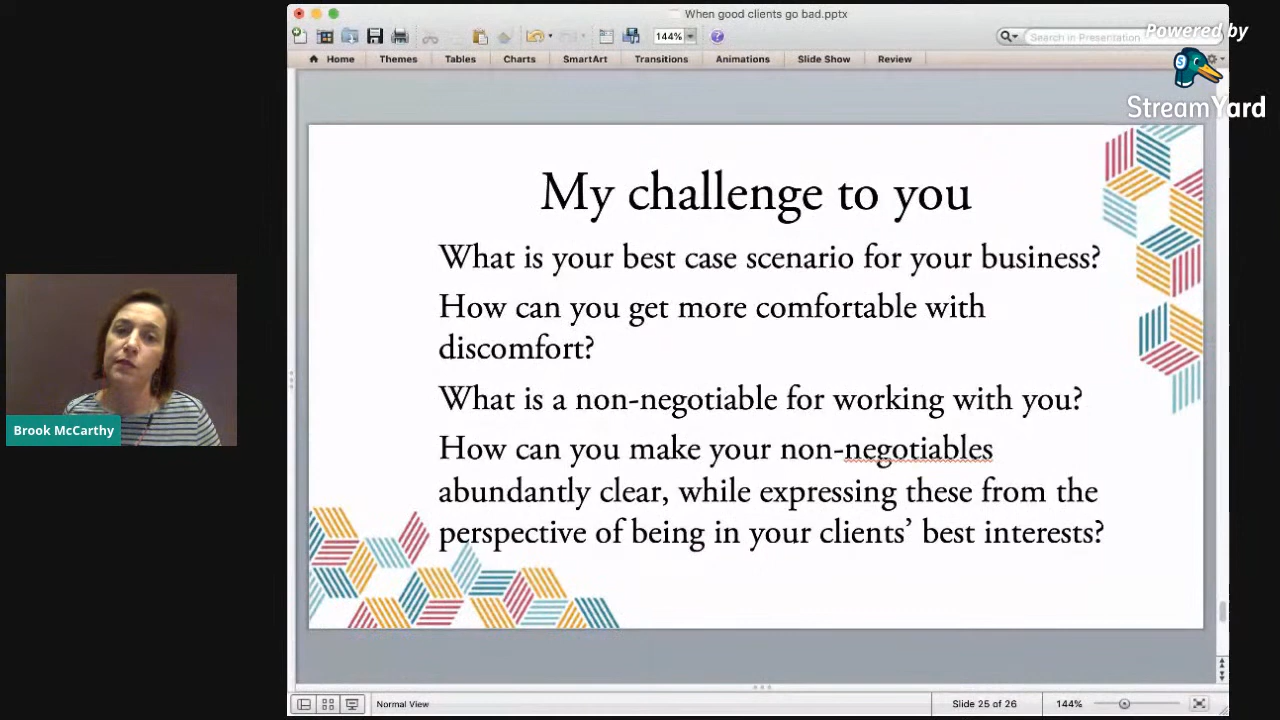 When good clients go bad.pptx
144%
Search in Presentation
Powered by
StreamYard
Home Themes Tables Charts SmartArt Transitions Animations Slide Show Review
My challenge to you
What is your best case scenario for your business?
How can you get more comfortable with
discomfort?
What is a non-negotiable for working with you?
How can you make your non-negotiables
abundantly clear, while expressing these from the
perspective of being in your clients’ best interests?
Brook McCarthy
Normal View Slide 25 of 26 144%